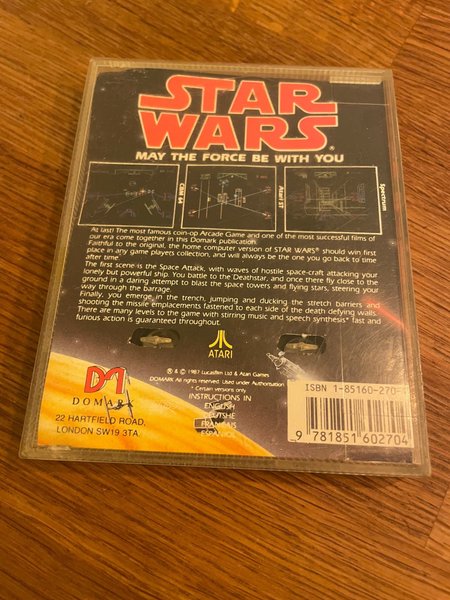 STAR
WARS®
MAY THE FORCE BE WITH YOU
CBM 64
Atari ST
Spectrum
At last! The most famous coin-op Arcade Game and one of the most successful films of
our era come together in this Domark publication.
Faithful to the original, the home computer version of STAR WARS® should win first
place in any game players collection, and will always be the one you go back to time
after time.
The first scene is the Space Attack, with waves of hostile space-craft attacking your
lonely but powerful ship. You battle to the Deathstar, and once there fly close to the
ground in a daring attempt to blast the space towers and flying stars, steering your
way through the barrage.
Finally, you emerge in the trench, jumping and ducking the stretch barriers and
shooting the missile emplacements fastened to each side of the death defying walls.
There are many levels to the game with stirring music and speech synthesis* fast and
furious action is guaranteed throughout.
ATARI
® & © 1987 Lucasfilm Ltd & Atari Games
DOMARK All rights reserved. Used under Authorisation
* Certain versions only
INSTRUCTIONS IN
ENGLISH
DEUTSHE
FRANCAIS
ESPANOL
DOMARK
22 HARTFIELD ROAD,
LONDON SW19 3TA
ISBN 1-85160-270-
9 781851 602704